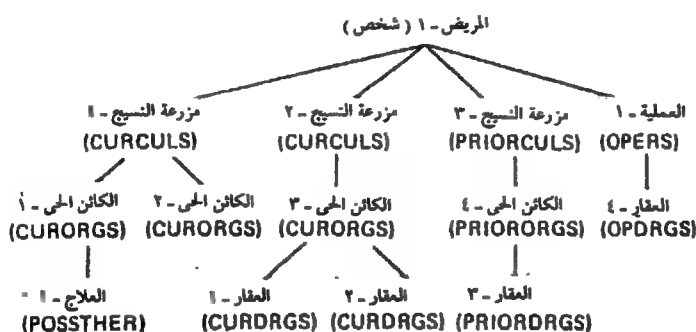 المريض - ١ (شخص)
مزرعة النسيج - ١ مزرعة النسيج - ٢ مزرعة النسيج - ٣ العملية - ١
(CURCULS) (CURCULS) (PRIORCULS) (OPERS)
الكائن الحى - ١ الكائن الحى - ٢ الكائن الحى - ٣ الكائن الحى - ٤ العقار - ٤
(CURORGS) (CURORGS) (CURORGS) (PRIORORGS) (OPDRGS)
العلاج - ١ العقار - ١ العقار - ٢ العقار - ٣
(POSSTHER) (CURDRGS) (CURDRGS) (PRIORDRGS)